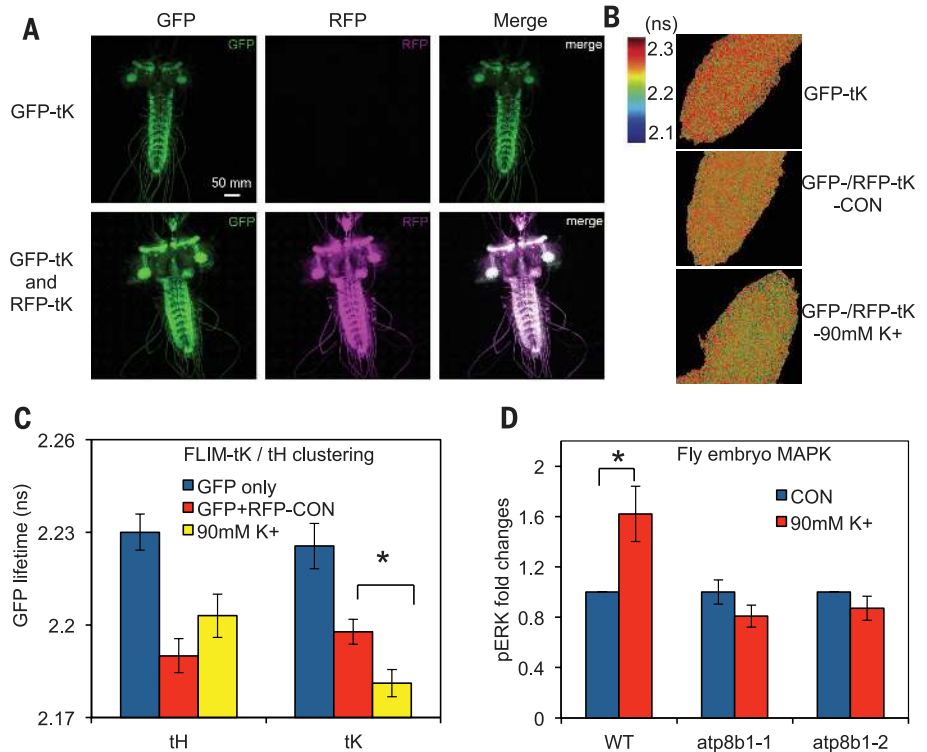 A
GFP
RFP
Merge
GFP-tK
GFP
RFP
merge
50 mm
GFP-tK
and
RFP-tK
GFP
RFP
merge
B
(ns)
2.3
2.2
2.1
GFP-tK
GFP-/RFP-tK
-CON
GFP-/RFP-tK
-90mM K+
C
FLIM-tK / tH clustering
GFP only
GFP+RFP-CON
90mM K+
*
GFP lifetime (ns)
2.26
2.23
2.2
2.17
tH
tK
D
Fly embryo MAPK
CON
90mM K+
*
pERK fold changes
2
1.6
1.2
0.8
0.4
0
WT
atp8b1-1
atp8b1-2